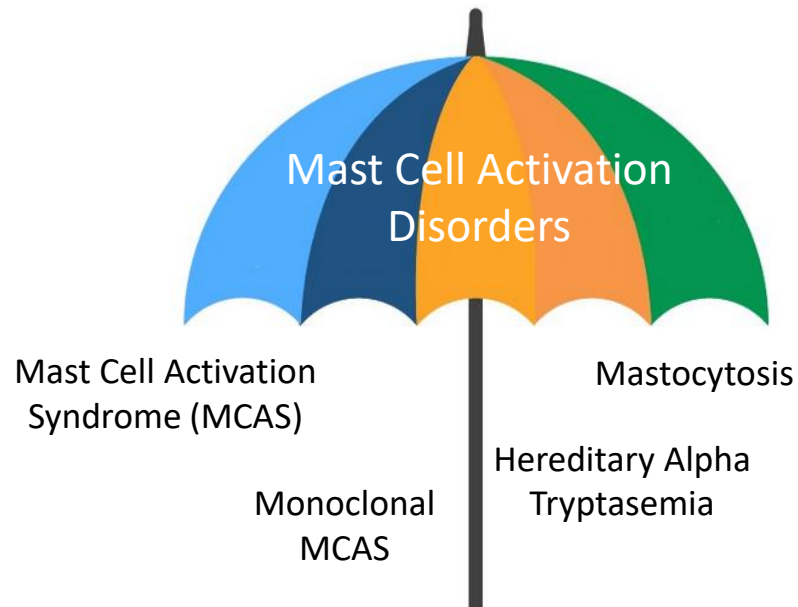 Mast Cell Activation
Disorders
Mast Cell Activation
Syndrome (MCAS)
Mastocytosis
Hereditary Alpha
Tryptasemia
Monoclonal
MCAS